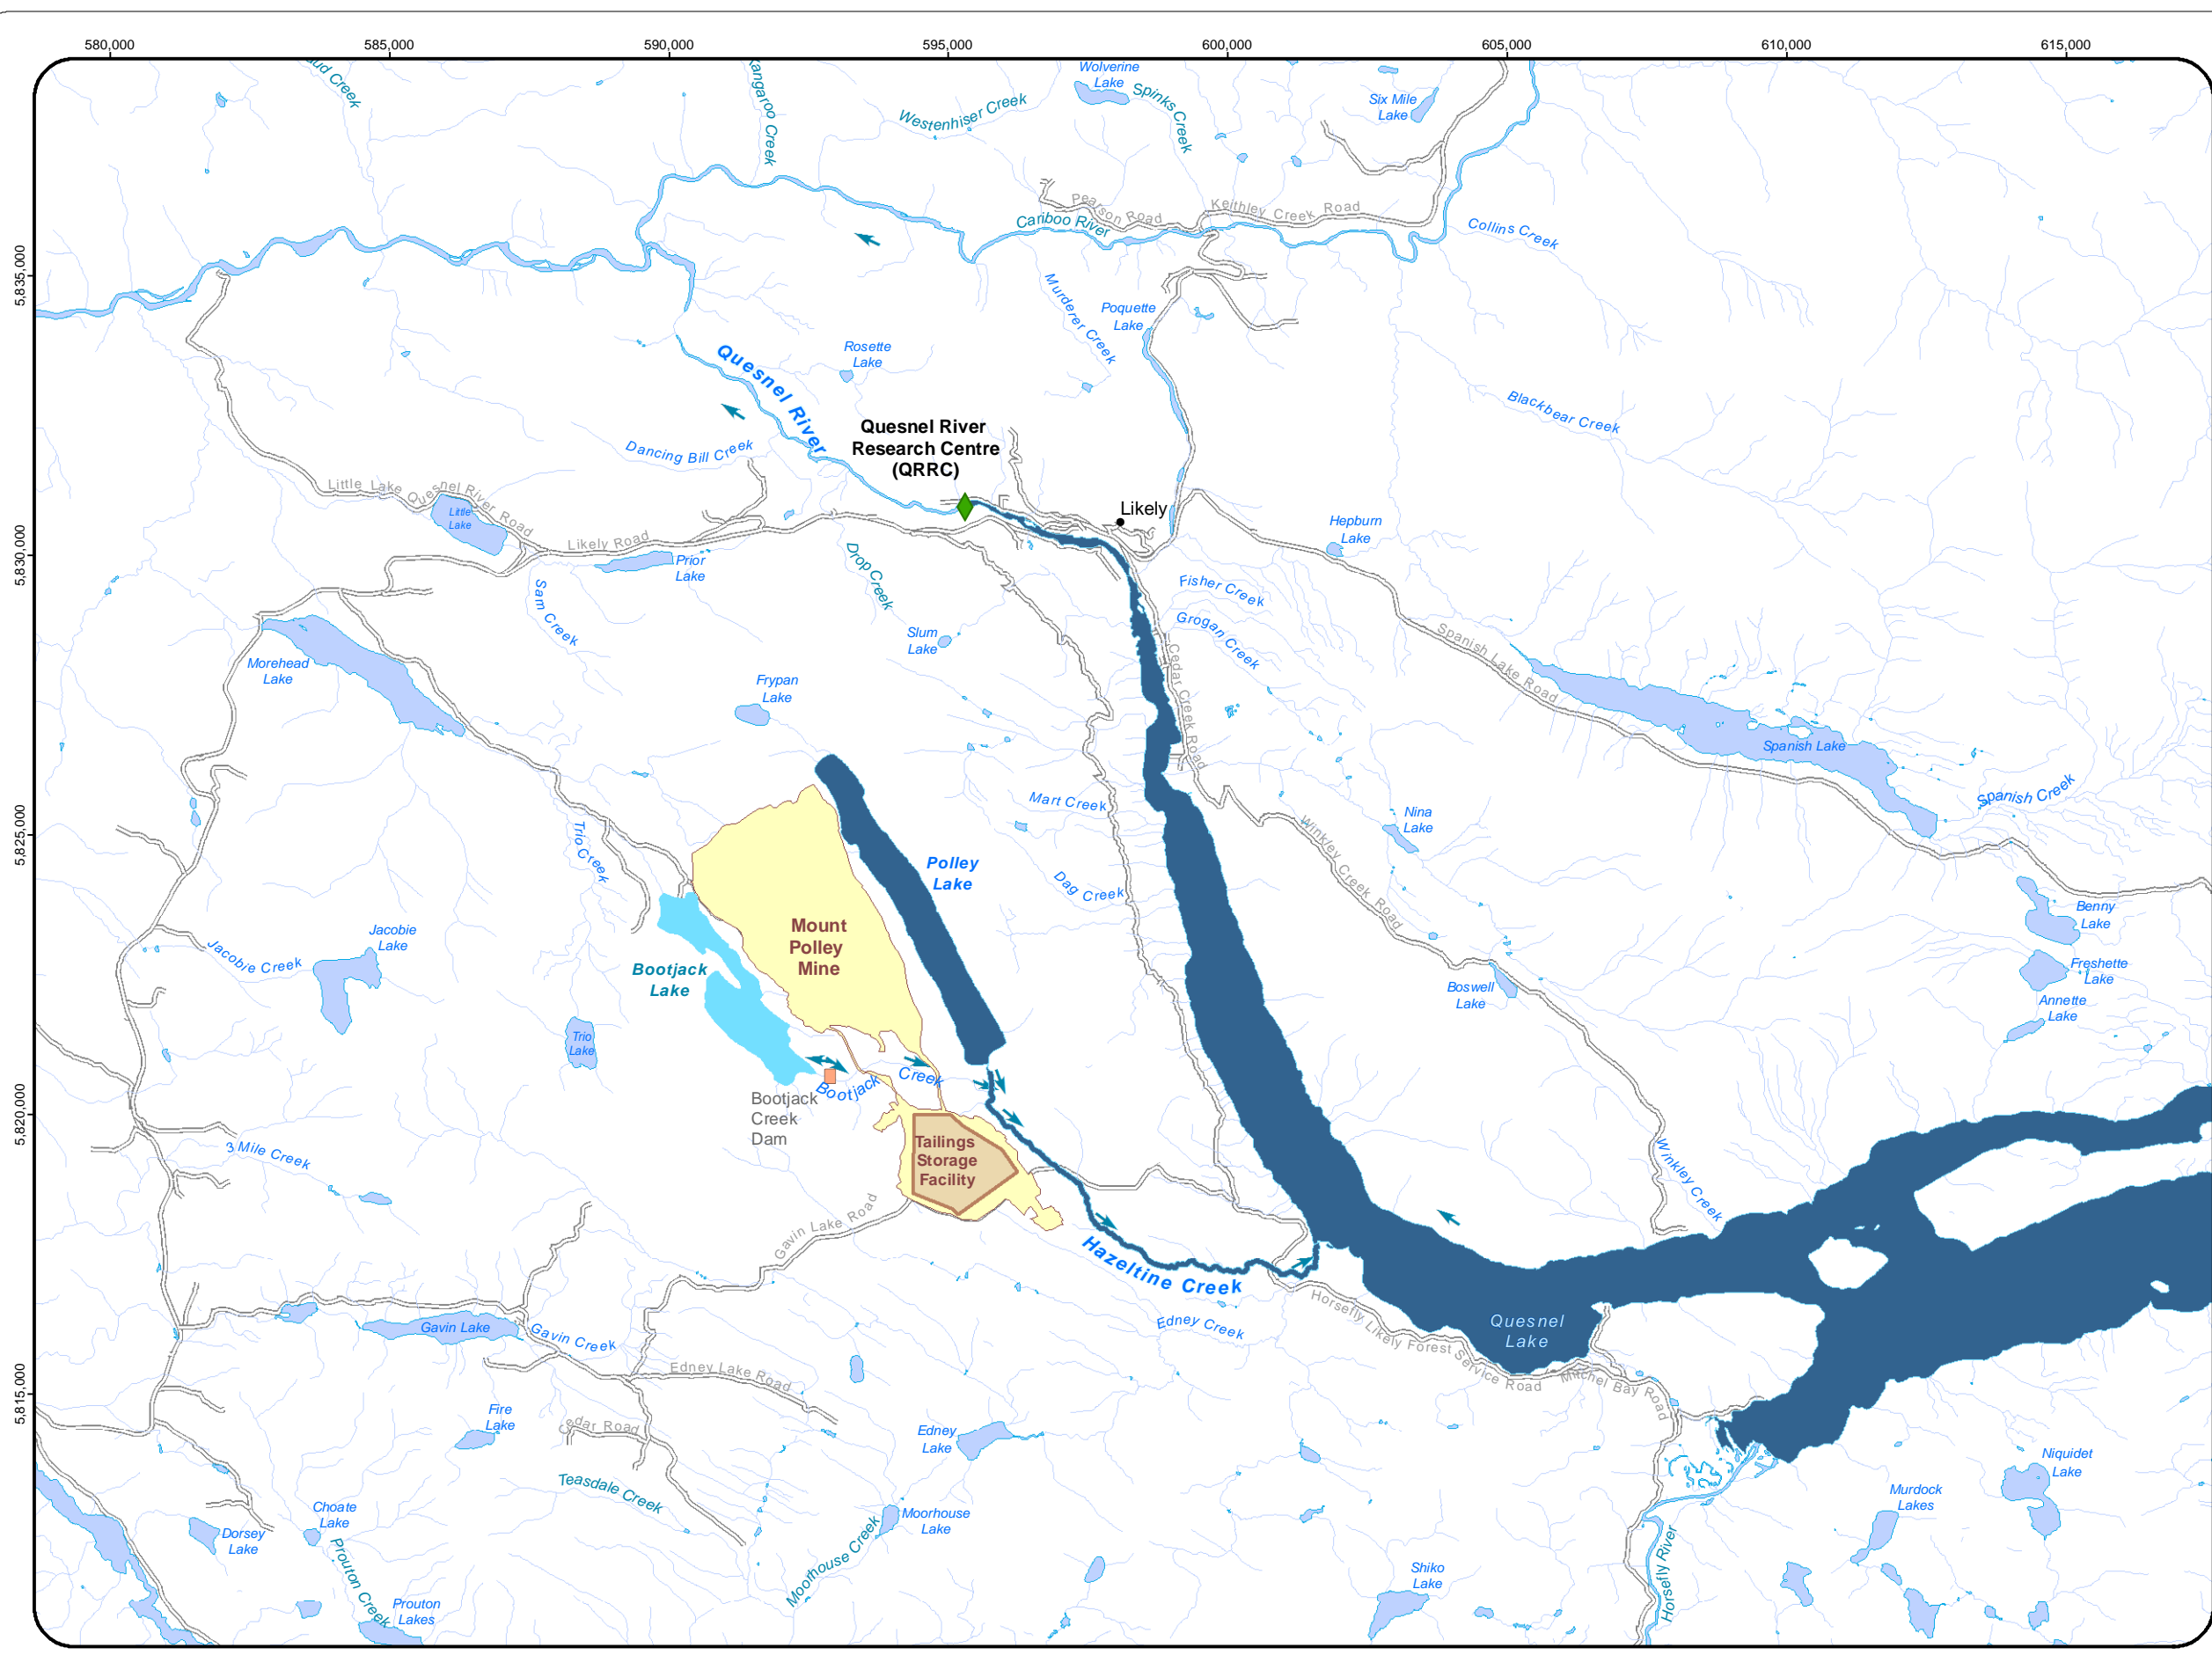 580,000
585,000
590,000
595,000
600,000
605,000
610,000
615,000
5,835,000
5,830,000
5,825,000
5,820,000
5,815,000
Kangaroo Creek
Westenhiser Creek
Wolverine
Lake
Spinks Creek
Six Mile
Lake
Pearson Road
Keithley Creek Road
Cariboo River
Collins Creek
Murderer Creek
Poquette
Lake
Rosette
Lake
Quesnel River
Blackbear Creek
Quesnel River
Research Centre
(QRRC)
Dancing Bill Creek
Little Lake Quesnel River Road
Little
Lake
Likely Road
Likely
Hepburn
Lake
Prior
Lake
Drop Creek
Sam Creek
Fisher Creek
Grogan Creek
Slum
Lake
Cedar Creek Road
Spanish Lake Road
Morehead
Lake
Frypan
Lake
Spanish Lake
Spanish Creek
Mart Creek
Nina
Lake
Winkley Creek Road
Trio Creek
Polley
Lake
Dag Creek
Mount
Polley
Mine
Benny
Lake
Jacobie
Lake
Jacobie Creek
Bootjack
Lake
Freshette
Lake
Boswell
Lake
Annette
Lake
Trio
Lake
Bootjack
Creek
Bootjack
Creek
Dam
Tailings
Storage
Facility
3 Mile Creek
Winkley Creek
Gavin Lake Road
Hazeltine Creek
Horsefly Likely Forest Service Road
Edney Creek
Quesnel
Lake
Gavin Lake
Gavin Creek
Edney Lake Road
Mitchel Bay Road
Fire
Lake
Cedar Road
Edney
Lake
Teasdale Creek
Niquidet
Lake
Murdock
Lakes
Choate
Lake
Dorsey
Lake
Moorhouse
Lake
Moorhouse Creek
Prouton Creek
Prouton
Lakes
Shiko
Lake
Horsefly River